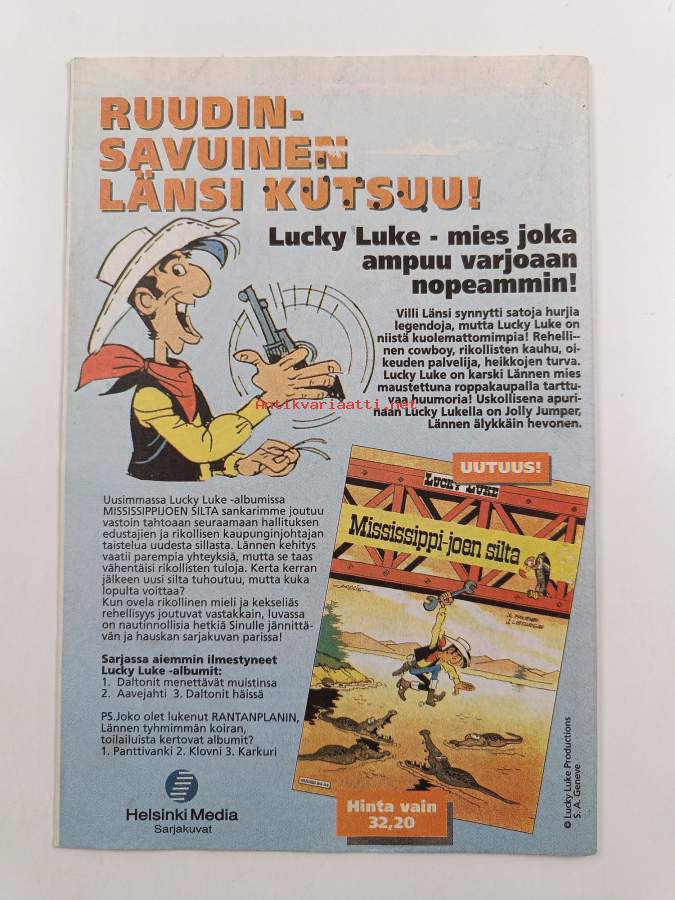 RUUDIN-
SAVUINEN
LÄNSI KUTSUU!
Lucky Luke - mies joka
ampuu varjoaan
nopeammin!
Villi Länsi synnytti satoja hurjia
legendoja, mutta Lucky Luke on
niistä kuolemattomimpia! Rehelli--
nen cowboy, rikollisten kauhu, oi-
keuden palvelija, heikkojen turva.
Lucky Luke on karski Lännen mies
maustettuna roppakaupalla tarttu-
vaa huumoria! Uskollisena apuri-
naan Lucky Lukella on Jolly Jumper,
Lännen älykkäin hevonen.
Antikvariaatti.net
UUTUUS!
LUCKY LUKE
Mississippi-joen silta
MORRIS
Uusimmassa Lucky Luke -albumissa
MISSISSIPPIJOEN SILTA sankarimme joutuu
vastoin tahtoaan seuraamaan hallituksen
edustajien ja rikollisen kaupunginjohtajan
taistelua uudesta sillasta. Lännen kehitys
vaatii parempia yhteyksiä, mutta se taas
vähentäisi rikollisten tuloja. Kerta kerran
jälkeen uusi silta tuhoutuu, mutta kuka
lopulta voittaa?
Kun ovela rikollinen mieli ja kekseliäs
rehellisyys joutuvat vastakkain, luvassa
on nautinnollisia hetkiä Sinulle jännittä-
vän ja hauskan sarjakuvan parissa!
Sarjassa aiemmin ilmestyneet
Lucky Luke -albumit:
1. Daltonit menettävät muistinsa
2. Aavejahti 3. Daltonit häissä
PS.Joko olet lukenut RANTANPLANIN,
Lännen tyhmimmän koiran,
toilailuista kertovat albumit?
1. Panttivanki 2. Klovni 3. Karkuri
Helsinki Media
Sarjakuvat
Hinta vain
32,20
© Lucky Luke Productions
S. A. Geneve